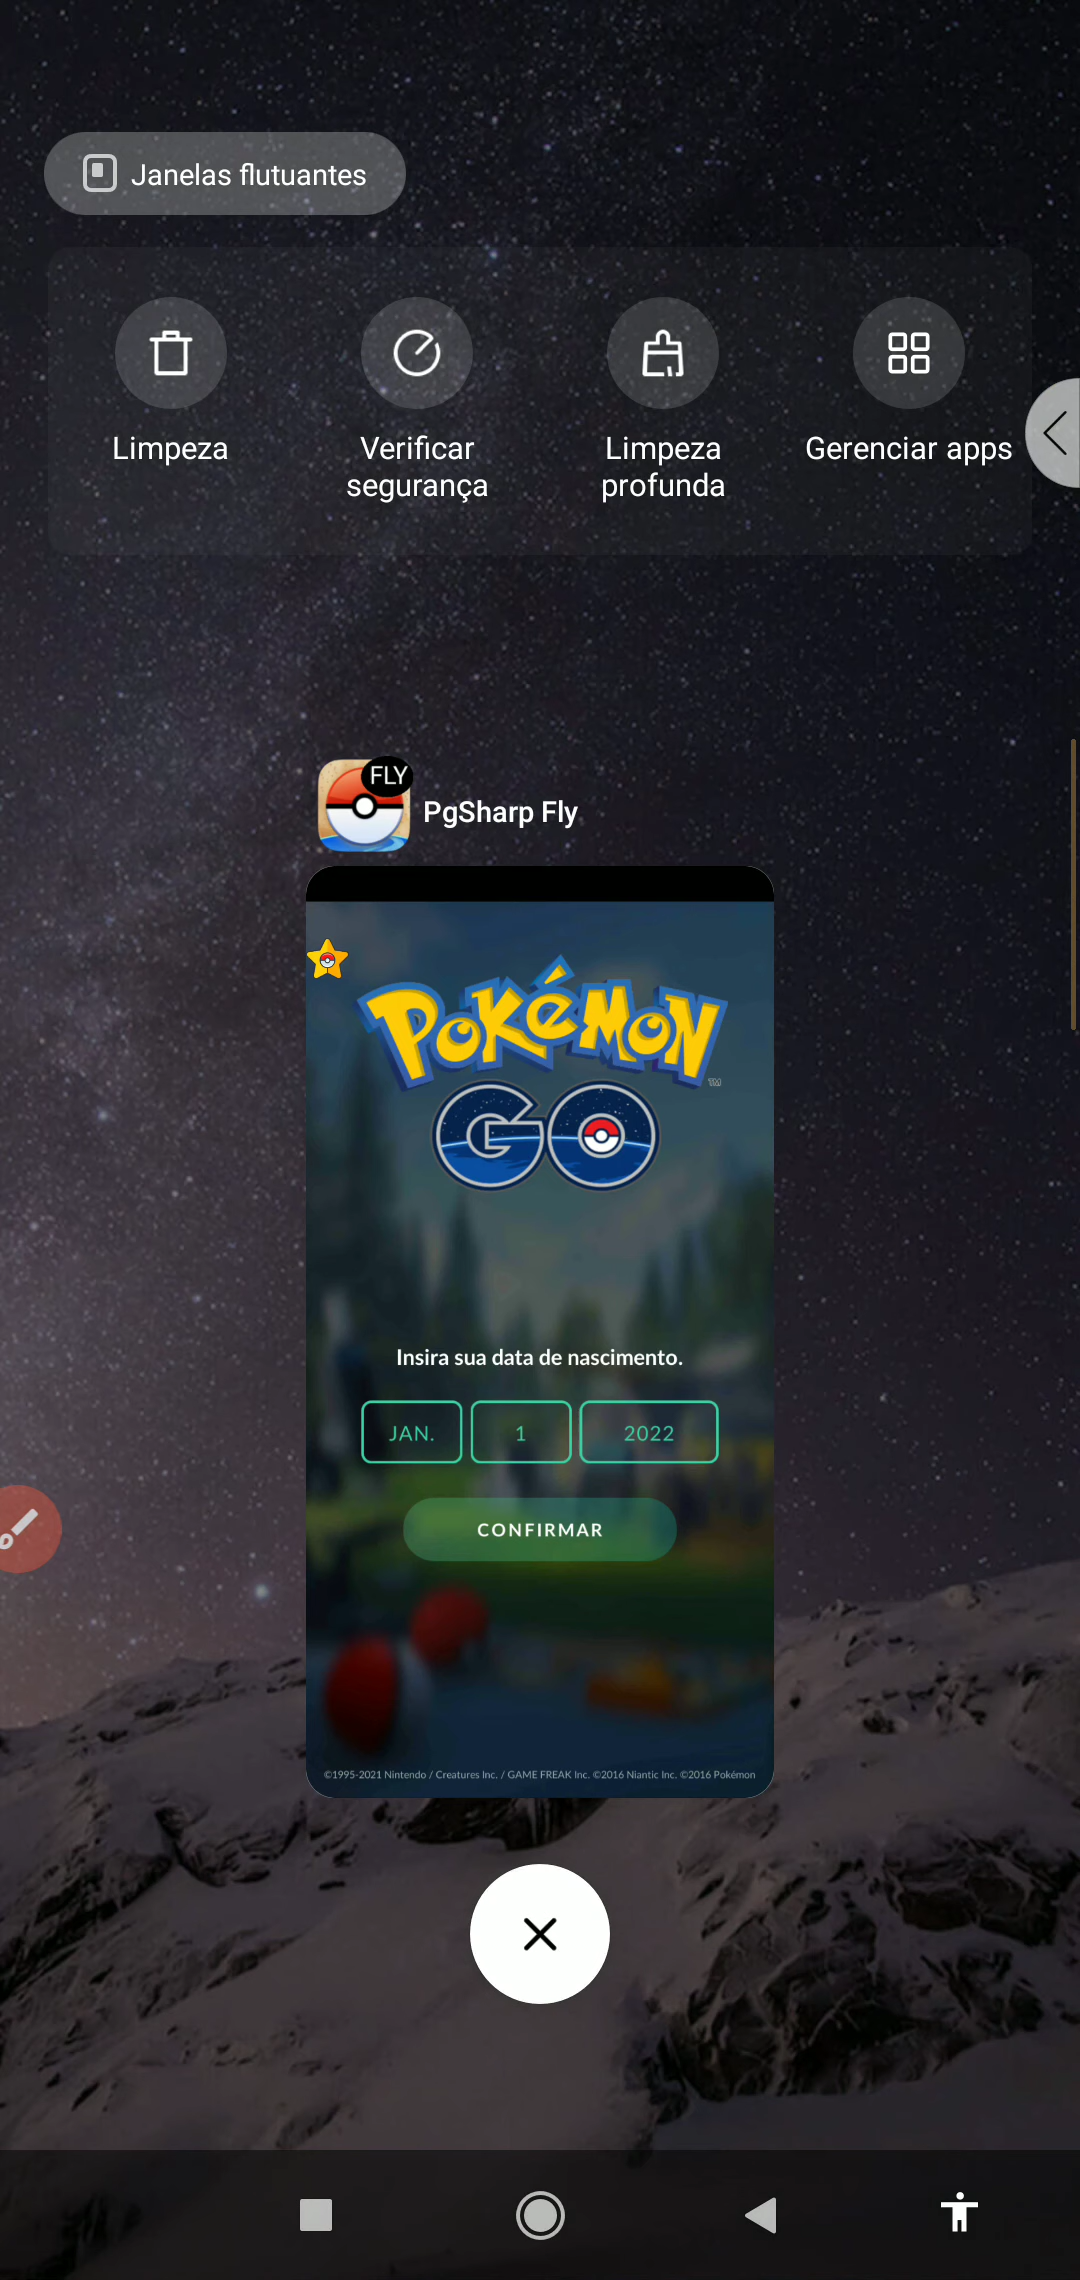 Janelas flutuantes
Limpeza
Verificar
segurança
Limpeza
profunda
Gerenciar apps
FLY
PgSharp Fly
POKéMON
TM
GO
Insira sua data de nascimento.
JAN.
1
2022
CONFIRMAR
©1995-2021 Nintendo / Creatures Inc. / GAME FREAK Inc. ©2016 Niantic Inc. ©2016 Pokémon